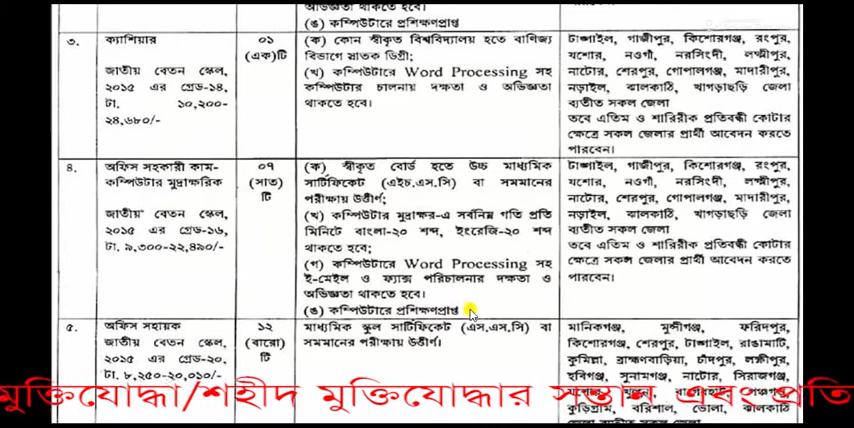 অভিজ্ঞতা থাকতে হবে।
(ঙ) কম্পিউটারে প্রশিক্ষণপ্রাপ্ত
৩.
ক্যাশিয়ার
জাতীয় বেতন স্কেল,
২০১৫ এর গ্রেড-১৪,
টা. ১০,২০০-
২৪,৬৮০/-
০১
(এক)টি
(ক) কোন স্বীকৃত বিশ্ববিদ্যালয় হতে বাণিজ্য
বিভাগে স্নাতক ডিগ্রী;
(খ) কম্পিউটারে Word Processing সহ
কম্পিউটার চালনায় দক্ষতা ও অভিজ্ঞতা
থাকতে হবে।
টাঙ্গাইল, গাজীপুর, কিশোরগঞ্জ, রংপুর,
যশোর, নওগাঁ, নরসিংদী, লক্ষ্মীপুর,
নাটোর, শেরপুর, গোপালগঞ্জ, মাদারীপুর,
নড়াইল, ঝালকাঠি, খাগড়াছড়ি জেলা
ব্যতীত সকল জেলা
তবে এতিম ও শারিরীক প্রতিবন্ধী কোটার
ক্ষেত্রে সকল জেলার প্রার্থী আবেদন করতে
পারবেন।
৪.
অফিস সহকারী কাম-
কম্পিউটার মুদ্রাক্ষরিক
জাতীয় বেতন স্কেল,
২০১৫ এর গ্রেড-১৬,
টা. ৯,৩০০-২২,৪৯০/-
০৭
(সাত)
টি
(ক) স্বীকৃত বোর্ড হতে উচ্চ মাধ্যমিক
সার্টিফিকেট (এইচ.এস.সি) বা সমমানের
পরীক্ষায় উত্তীর্ণ;
(খ) কম্পিউটার মুদ্রাক্ষর-এ সর্বনিম্ন গতি প্রতি
মিনিটে বাংলা-২০ শব্দ, ইংরেজি-২০ শব্দ
থাকতে হবে;
(গ) কম্পিউটারে Word Processing সহ
ই-মেইল ও ফ্যাক্স পরিচালনার দক্ষতা ও
অভিজ্ঞতা থাকতে হবে।
(ঙ) কম্পিউটারে প্রশিক্ষণপ্রাপ্ত
টাঙ্গাইল, গাজীপুর, কিশোরগঞ্জ, রংপুর,
যশোর, নওগাঁ, নরসিংদী, লক্ষ্মীপুর,
নাটোর, শেরপুর, গোপালগঞ্জ, মাদারীপুর,
নড়াইল, ঝালকাঠি, খাগড়াছড়ি জেলা
ব্যতীত সকল জেলা
তবে এতিম ও শারিরীক প্রতিবন্ধী কোটার
ক্ষেত্রে সকল জেলার প্রার্থী আবেদন করতে
পারবেন।
৫.
অফিস সহায়ক
জাতীয় বেতন স্কেল,
২০১৫ এর গ্রেড-২০,
টা. ৮,২৫০-২০,০১০/-
১২
(বারো)
টি
মাধ্যমিক স্কুল সার্টিফিকেট (এস.এস.সি) বা
সমমানের পরীক্ষায় উত্তীর্ণ।
মানিকগঞ্জ, মুন্সীগঞ্জ, ফরিদপুর,
কিশোরগঞ্জ, শেরপুর, টাঙ্গাইল, রাঙামাটি,
কুমিল্লা, ব্রাহ্মণবাড়িয়া, চাঁদপুর, লক্ষীপুর,
হবিগঞ্জ, সুনামগঞ্জ, নাটোর, সিরাজগঞ্জ,
যশোর, খুলনা, বাগেরহাট,
কুড়িগ্রাম, বরিশাল, ভোলা, ঝালকাঠি
মুক্তিযোদ্ধা/শহীদ মুক্তিযোদ্ধার সন্তান এবং প্রতি